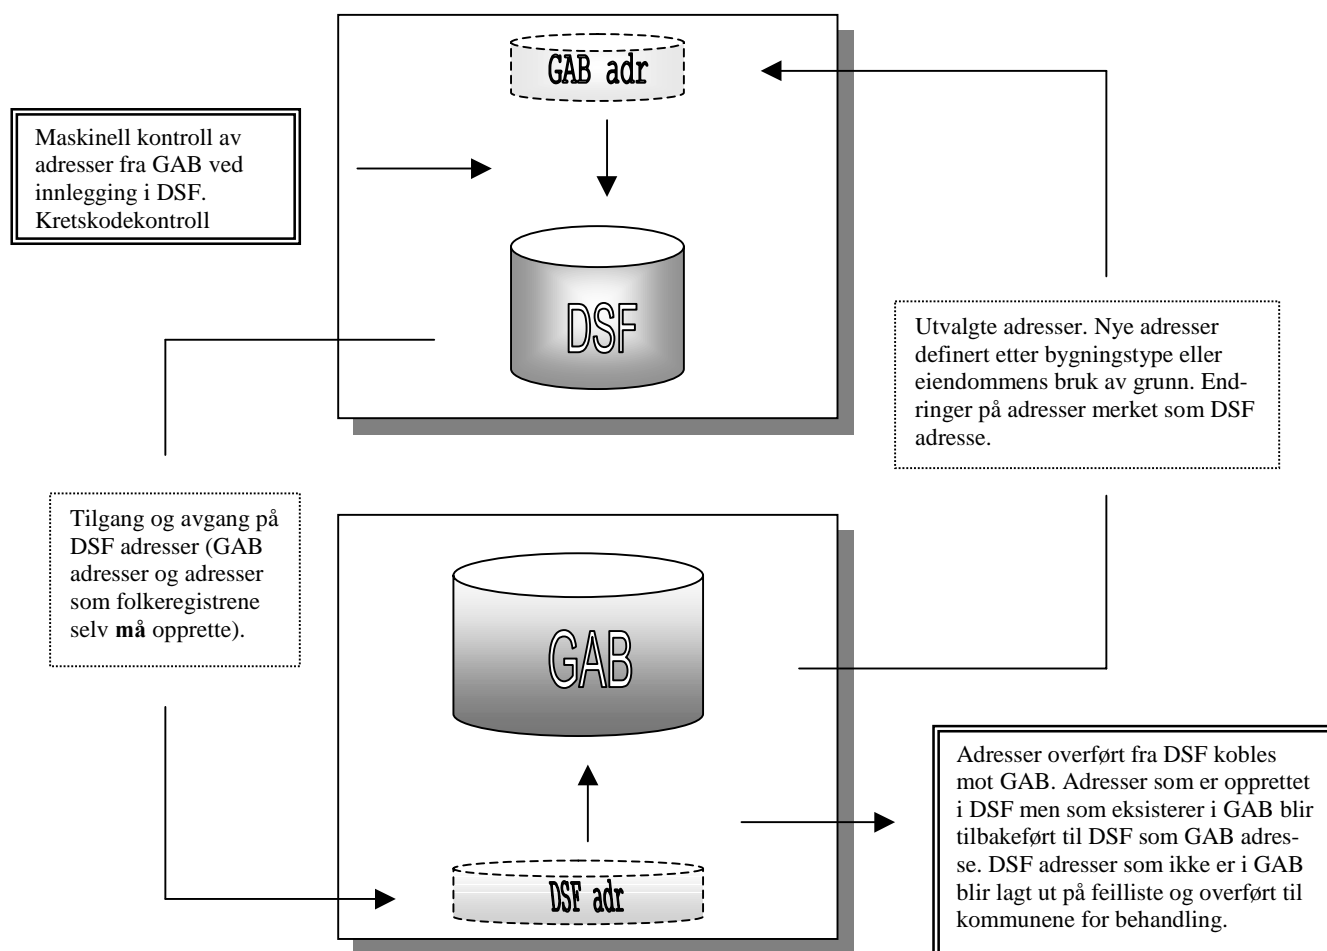 GAB adr
Maskinell kontroll av
adresser fra GAB ved
innlegging i DSF.
Kretskodekontroll
DSF
Utvalgte adresser. Nye adresser
definert etter bygningstype eller
eiendommens bruk av grunn. End-
ringer på adresser merket som DSF
adresse.
Tilgang og avgang på
DSF adresser (GAB
adresser og adresser
som folkeregistrene
selv må opprette).
GAB
Adresser overført fra DSF kobles
mot GAB. Adresser som er opprettet
i DSF men som eksisterer i GAB blir
tilbakeført til DSF som GAB adres-
se. DSF adresser som ikke er i GAB
blir lagt ut på feilliste og overført til
kommunene for behandling.
DSF adr